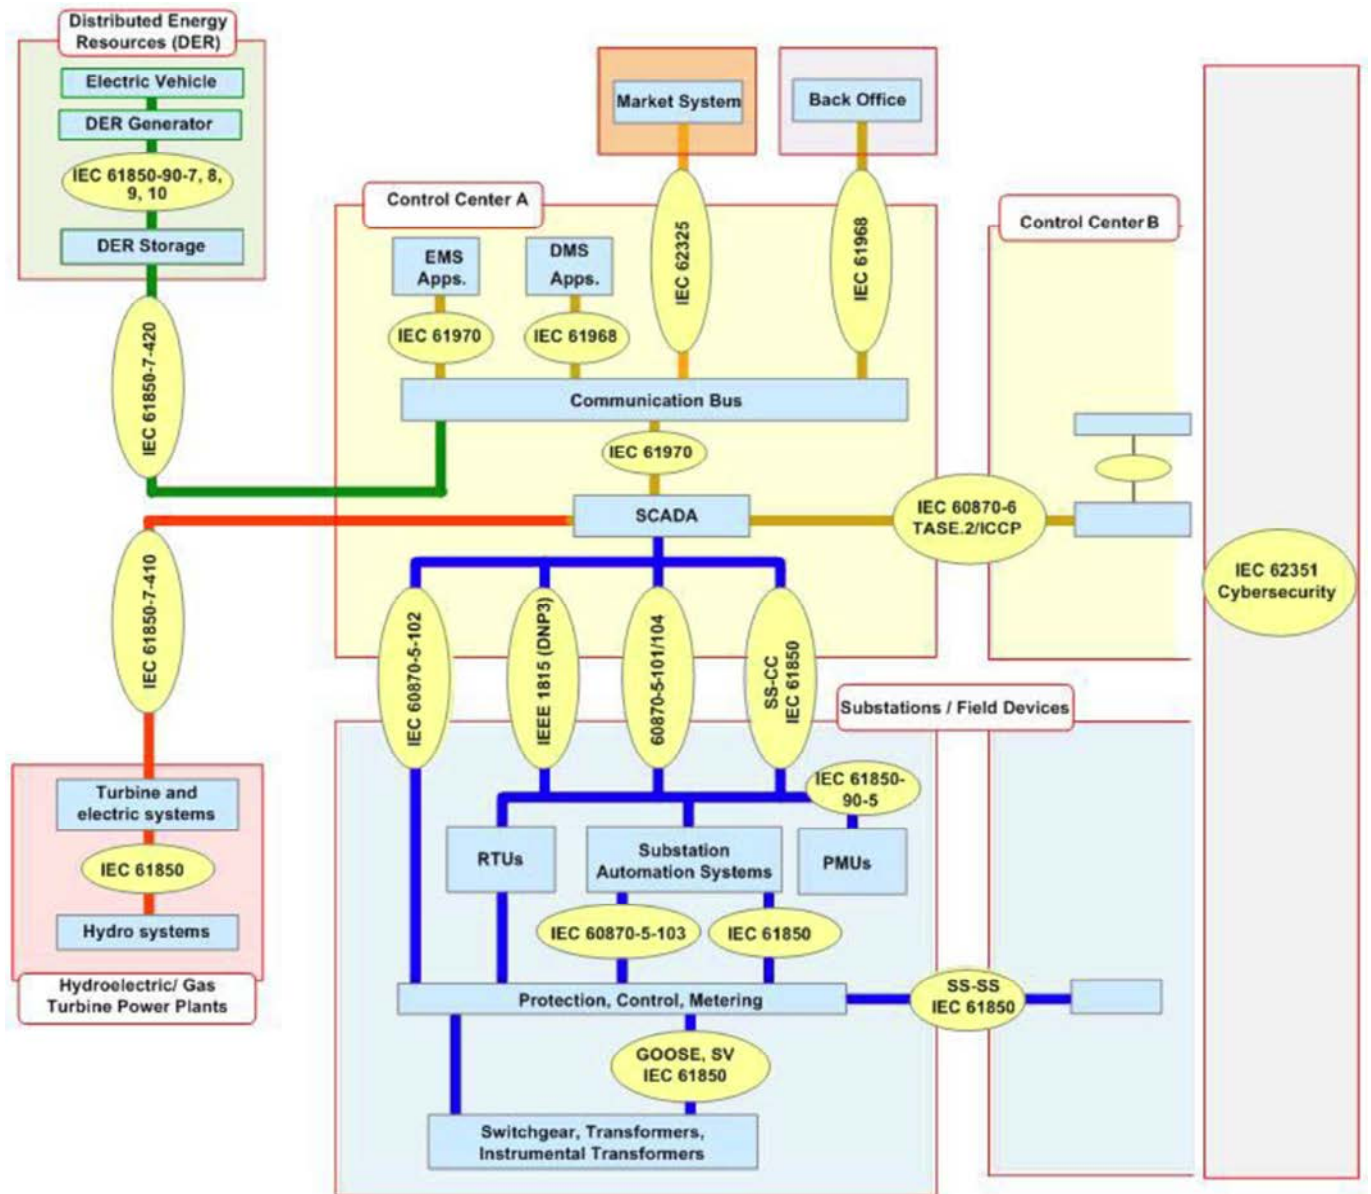 Distributed Energy
Resources (DER)
Electric Vehicle
DER Generator
IEC 61850-90-7, 8,
9, 10
DER Storage
IEC 61850-7-420
Market System
Back Office
Control Center A
EMS
Apps.
DMS
Apps.
IEC 62325
IEC 61968
IEC 61970
IEC 61968
Communication Bus
IEC 61970
SCADA
Control Center B
IEC 60870-6
TASE.2/ICCP
IEC 62351
Cybersecurity
IEC 61850-7-410
IEC 60870-5-102
IEEE 1815 (DNP3)
60870-5-101/104
SS-CC
IEC 61850
Substations / Field Devices
IEC 61850-
90-5
Turbine and
electric systems
IEC 61850
Hydro systems
Hydroelectric/ Gas
Turbine Power Plants
RTUs
Substation
Automation Systems
PMUs
IEC 60870-5-103
IEC 61850
Protection, Control, Metering
SS-SS
IEC 61850
GOOSE, SV
IEC 61850
Switchgear, Transformers,
Instrumental Transformers